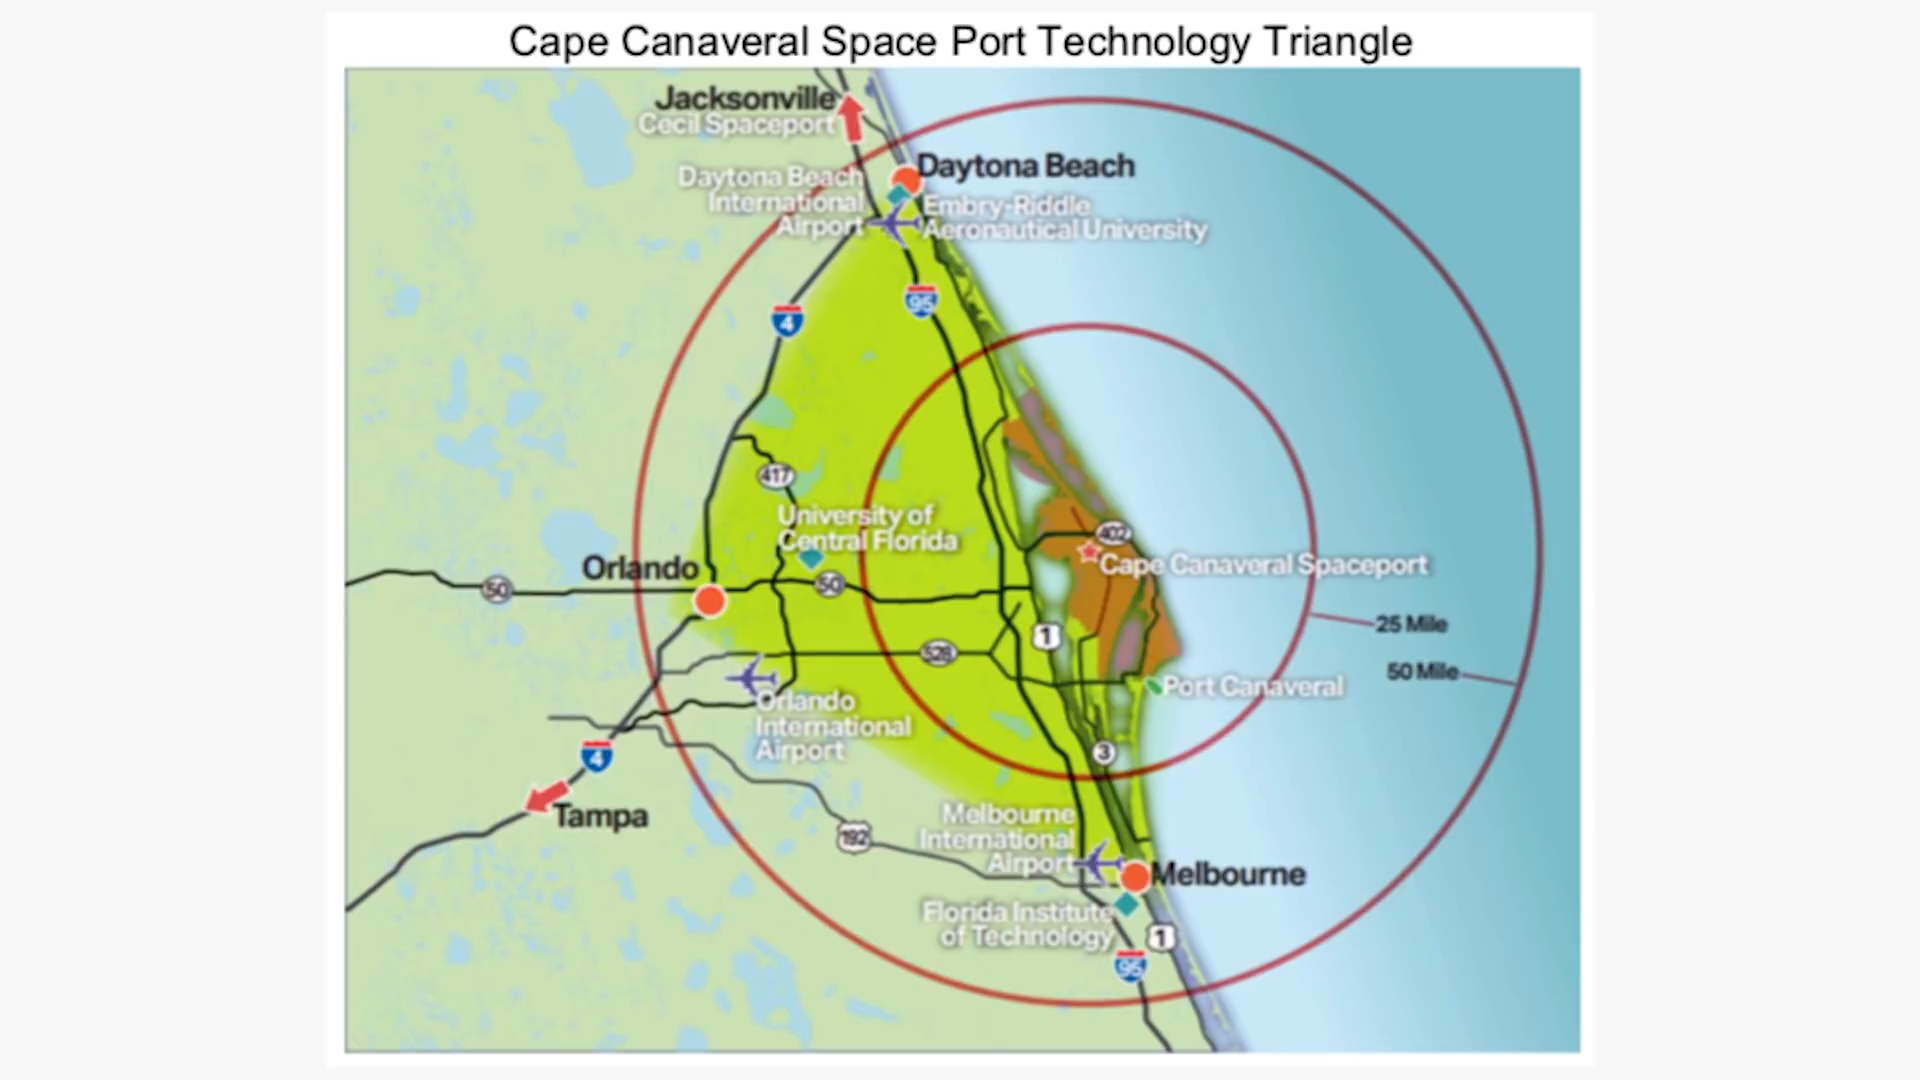 Cape Canaveral Space Port Technology Triangle
Jacksonville
Cecil Spaceport
Daytona Beach
Daytona Beach
International
Airport
Embry-Riddle
Aeronautical University
95
4
417
University of
Central Florida
402
Cape Canaveral Spaceport
Orlando
50
50
25 Mile
1
528
50 Mile
Port Canaveral
Orlando
International
Airport
3
4
Tampa
192
Melbourne
International
Airport
Melbourne
Florida Institute
of Technology
1
95